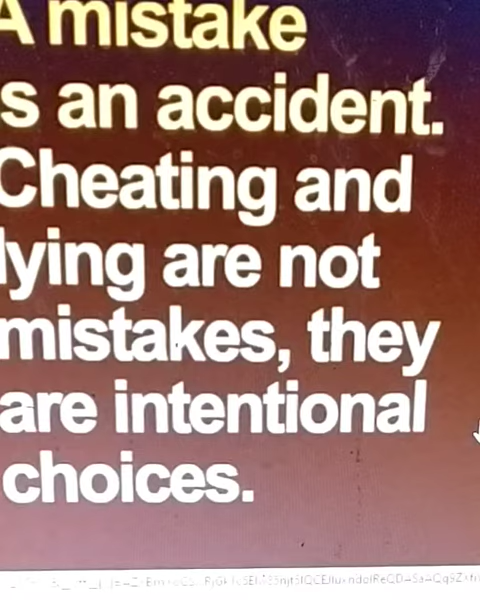 A mistake
s an accident.
Cheating and
lying are not
mistakes, they
are intentional
choices.